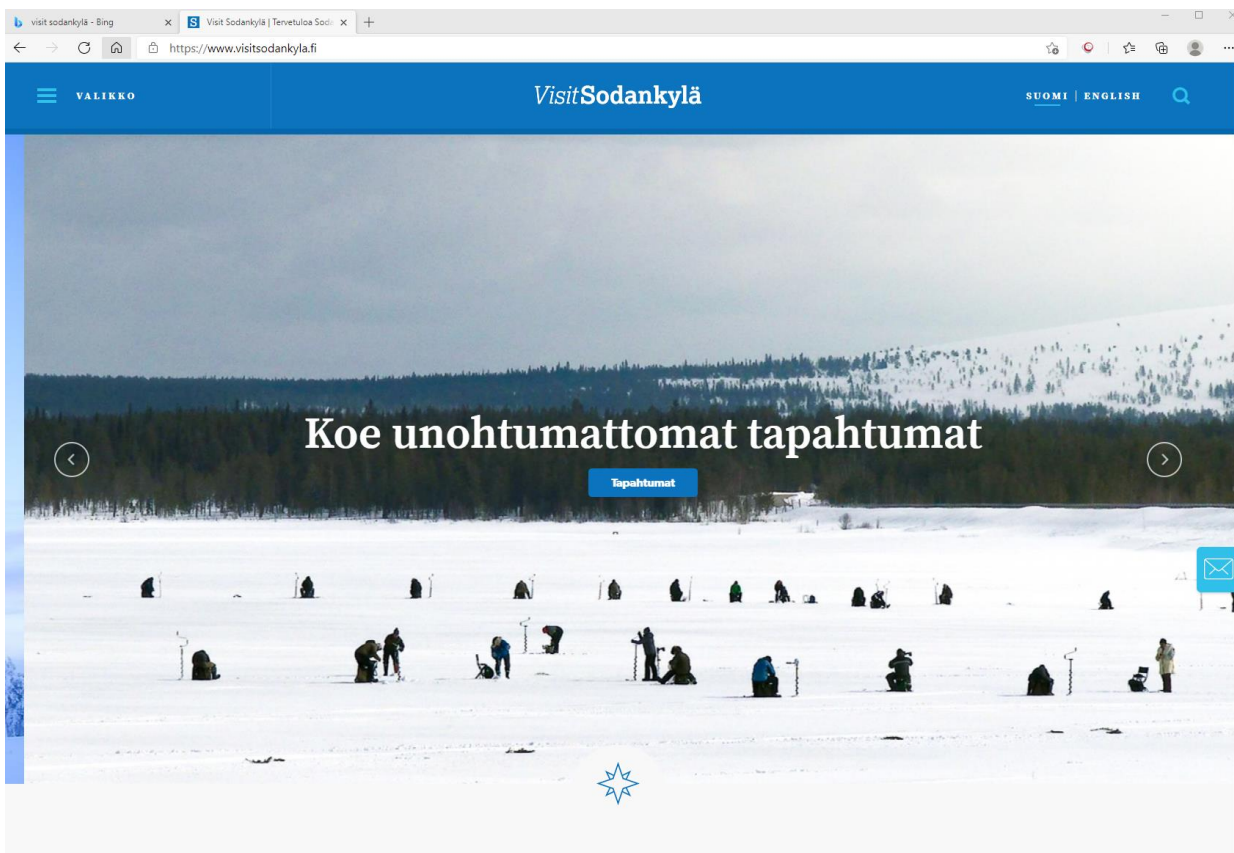 visit sodankylä - Bing
Visit Sodankylä | Tervetuloa Soda
https://www.visitsodankyla.fi
VALIKKO
VisitSodankylä
SUOMI | ENGLISH
Koe unohtumattomat tapahtumat
Tapahtumat